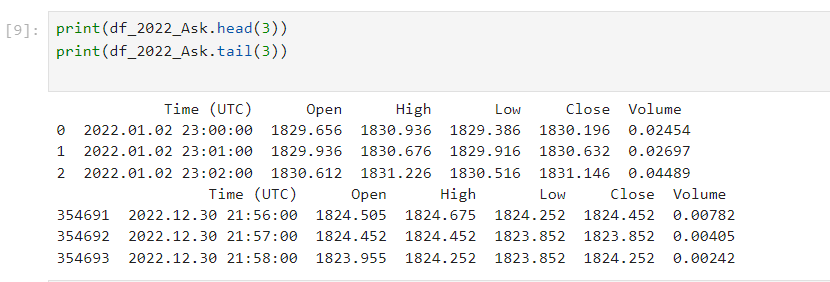 [9]: print(df_2022_Ask.head(3))
print(df_2022_Ask.tail(3))
Time (UTC) Open High Low Close Volume
0 2022.01.02 23:00:00 1829.656 1830.936 1829.386 1830.196 0.02454
1 2022.01.02 23:01:00 1829.936 1830.676 1829.916 1830.632 0.02697
2 2022.01.02 23:02:00 1830.612 1831.226 1830.516 1831.146 0.04489
Time (UTC) Open High Low Close Volume
354691 2022.12.30 21:56:00 1824.505 1824.675 1824.252 1824.452 0.00782
354692 2022.12.30 21:57:00 1824.452 1824.452 1823.852 1823.852 0.00405
354693 2022.12.30 21:58:00 1823.955 1824.252 1823.852 1824.252 0.00242